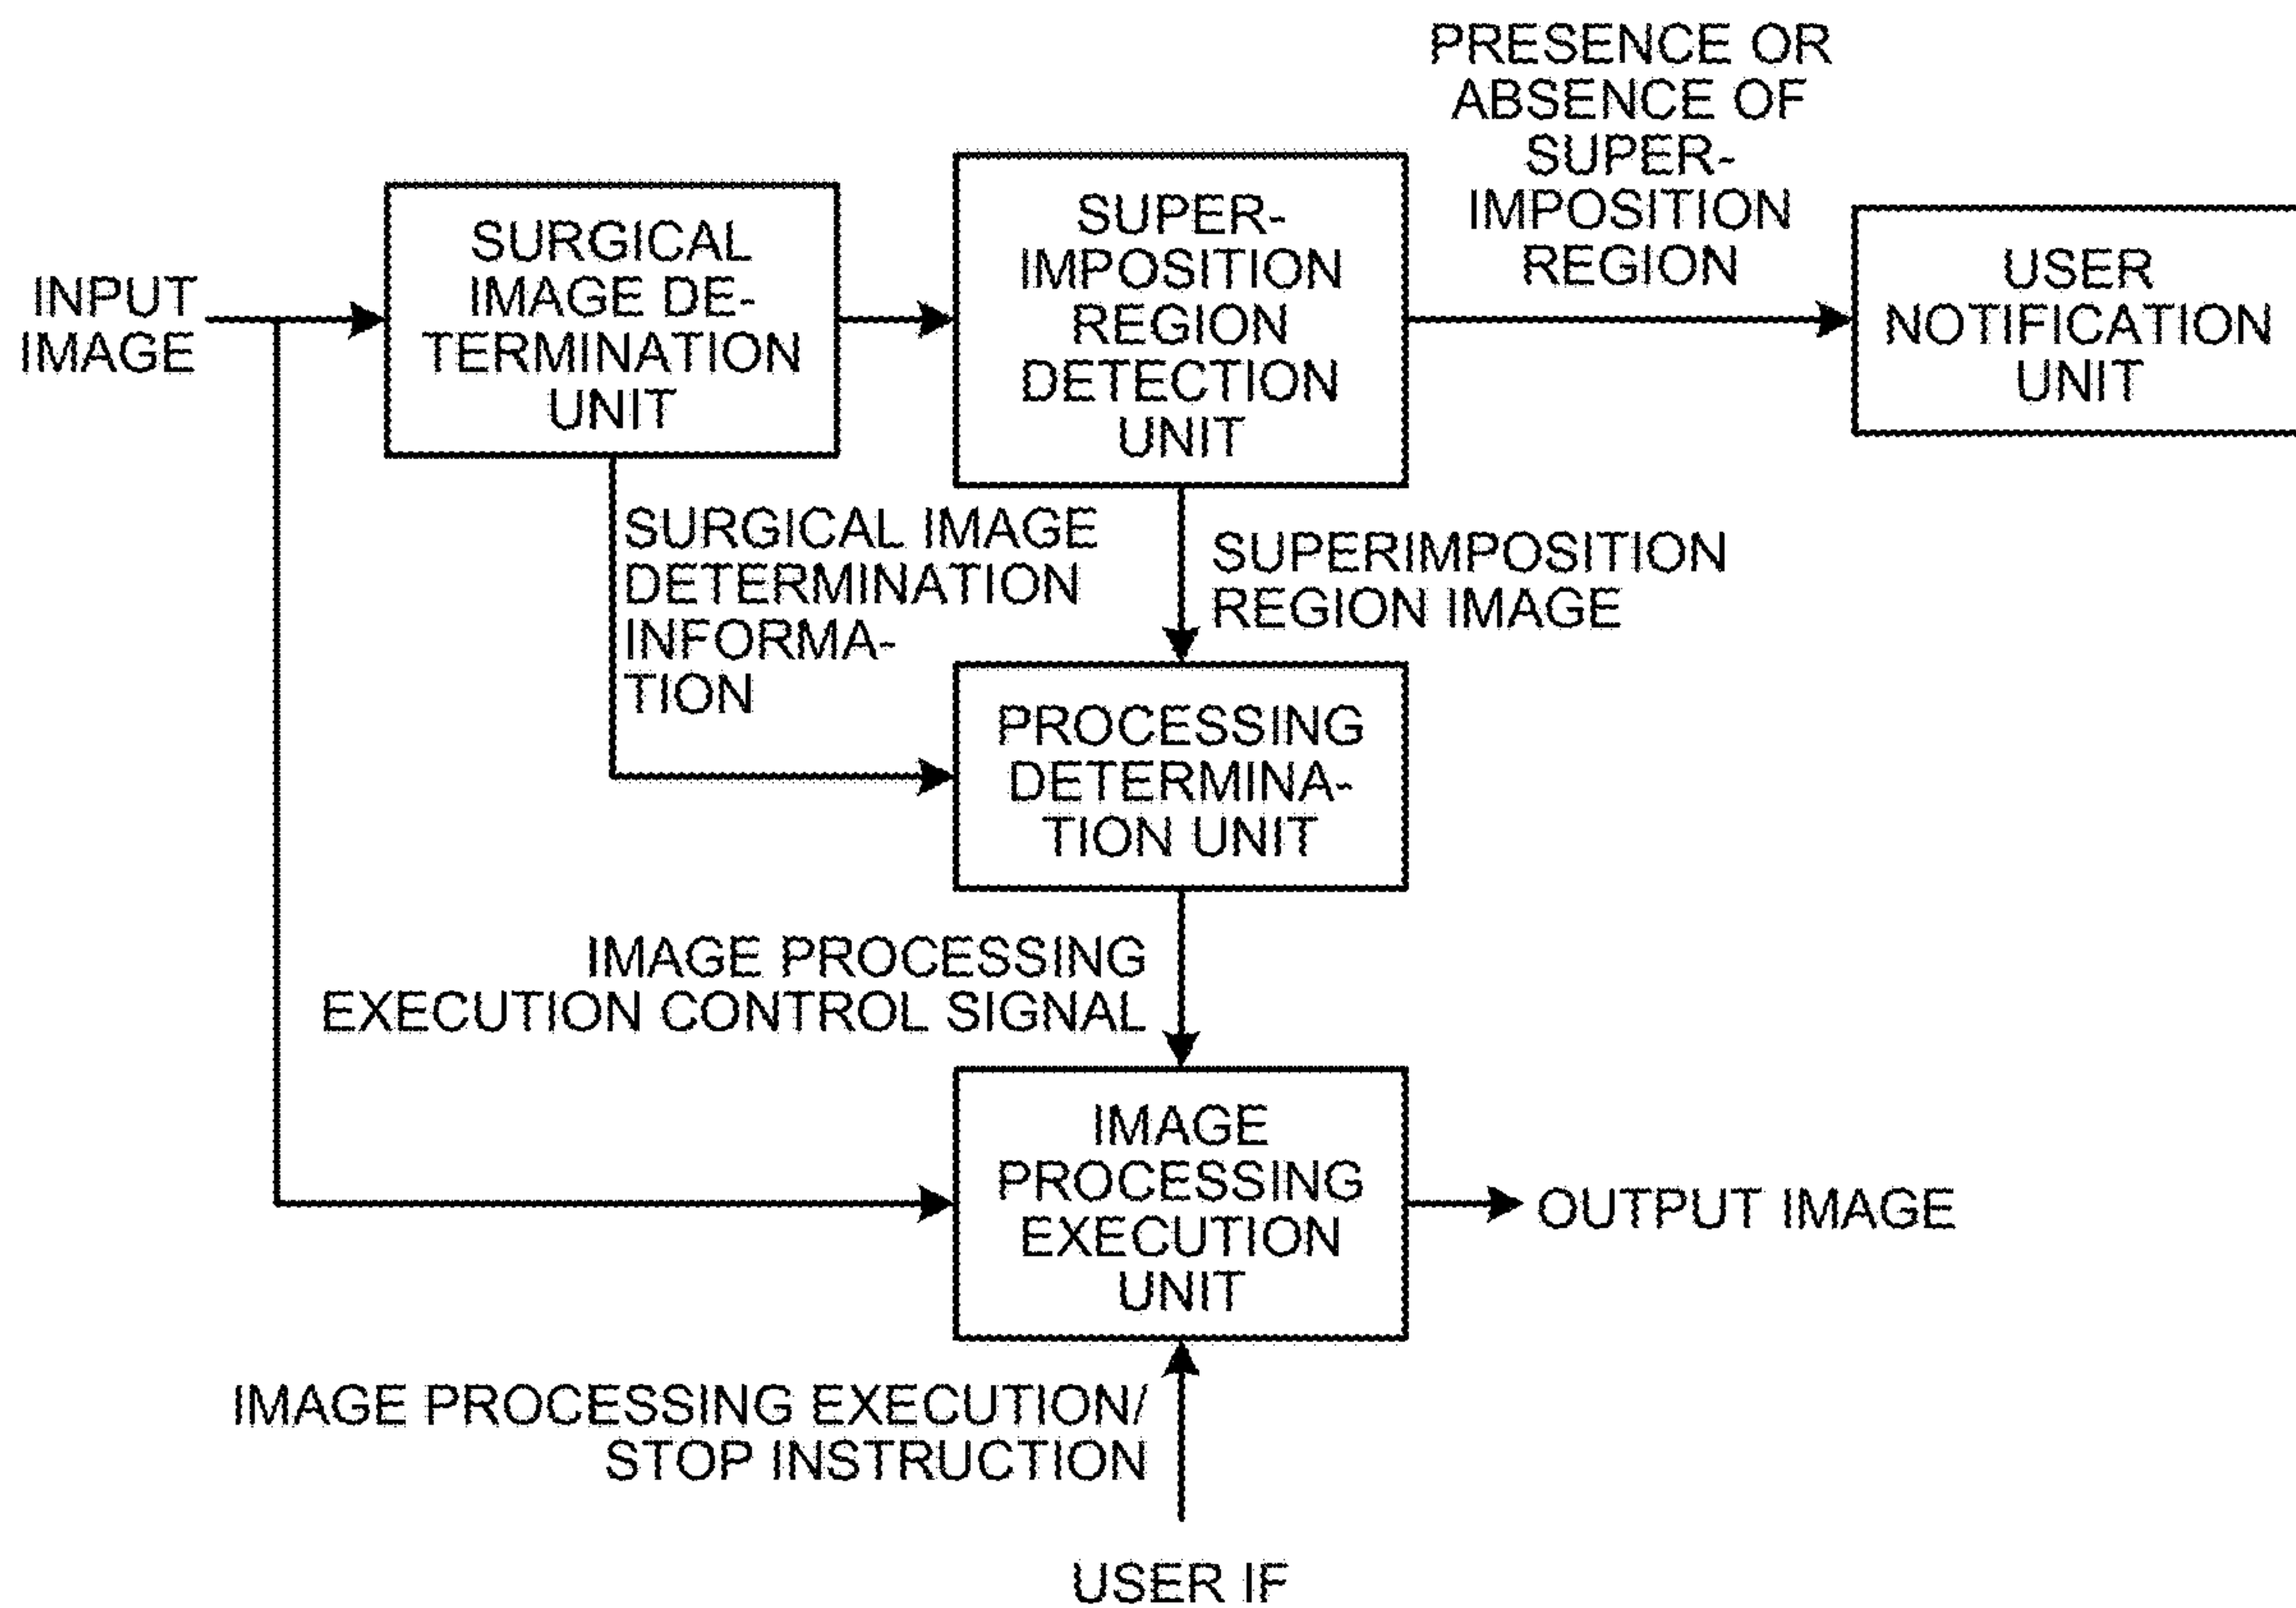 PRESENCE OR
ABSENCE OF
SUPER-
IMPOSITION
REGION
INPUT
IMAGE
SURGICAL
IMAGE DE-
TERMINATION
UNIT
SUPER-
IMPOSITION
REGION
DETECTION
UNIT
USER
NOTIFICATION
UNIT
SURGICAL IMAGE
DETERMINATION
INFORMA-
TION
SUPERIMPOSITION
REGION IMAGE
PROCESSING
DETERMINA-
TION UNIT
IMAGE PROCESSING
EXECUTION CONTROL SIGNAL
IMAGE
PROCESSING
EXECUTION
UNIT
OUTPUT IMAGE
IMAGE PROCESSING EXECUTION/
STOP INSTRUCTION
USER IF